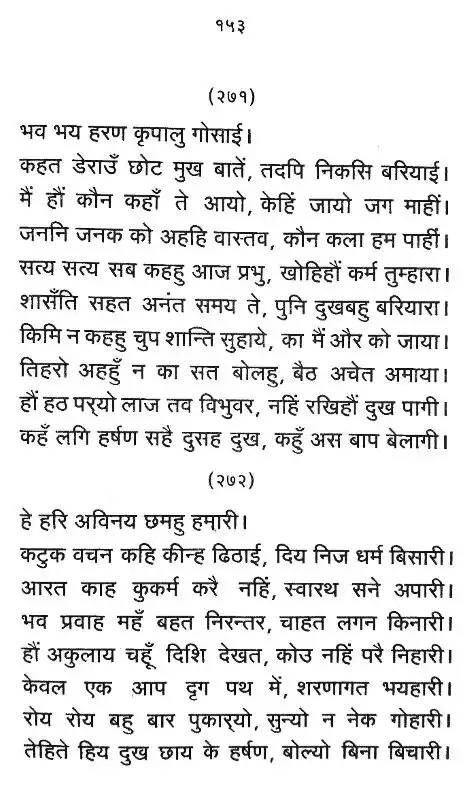 १५३
(२७१)
भव भय हरण कृपालु गोसाई।
कहत डेराउँ छोट मुख बातें, तदपि निकसि बरियाई।
मैं हौं कौन कहाँ ते आयो, केहिं जायो जग माहीं।
जननि जनक को अहहि वास्तव, कौन कला हम पाहीं।
सत्य सत्य सब कहहु आज प्रभु, खोहिहौं कर्म तुम्हारा।
शासँति सहत अनंत समय ते, पुनि दुखबहु बरियारा।
किमि न कहहु चुप शान्ति सुहाये, का मैं और को जाया।
तिहरो अहहुँ न का सत बोलहु, बैठ अचेत अमाया।
हौं हठ पर्‌यो लाज तव विभुवर, नहिं रखिहौं दुख पागी।
कहँ लगि हर्षण सहै दुसह दुख, कहुँ अस बाप बेलागी।
(२७२)
हे हरि अविनय छमहु हमारी।
कटुक वचन कहि कीन्ह ढिठाई, दिय निज धर्म बिसारी।
आरत काह कुकर्म करै नहिं, स्वारथ सने अपारी।
भव प्रवाह महँ बहत निरन्तर, चाहत लगन किनारी।
हौं अकुलाय चहूँ दिशि देखत, कोउ नहिं परै निहारी।
केवल एक आप दृग पथ में, शरणागत भयहारी।
रोय रोय बहु बार पुकार्‌यो, सुन्यो न नेक गोहारी।
तेहिते हिय दुख छाय के हर्षण, बोल्यो बिना बिचारी।